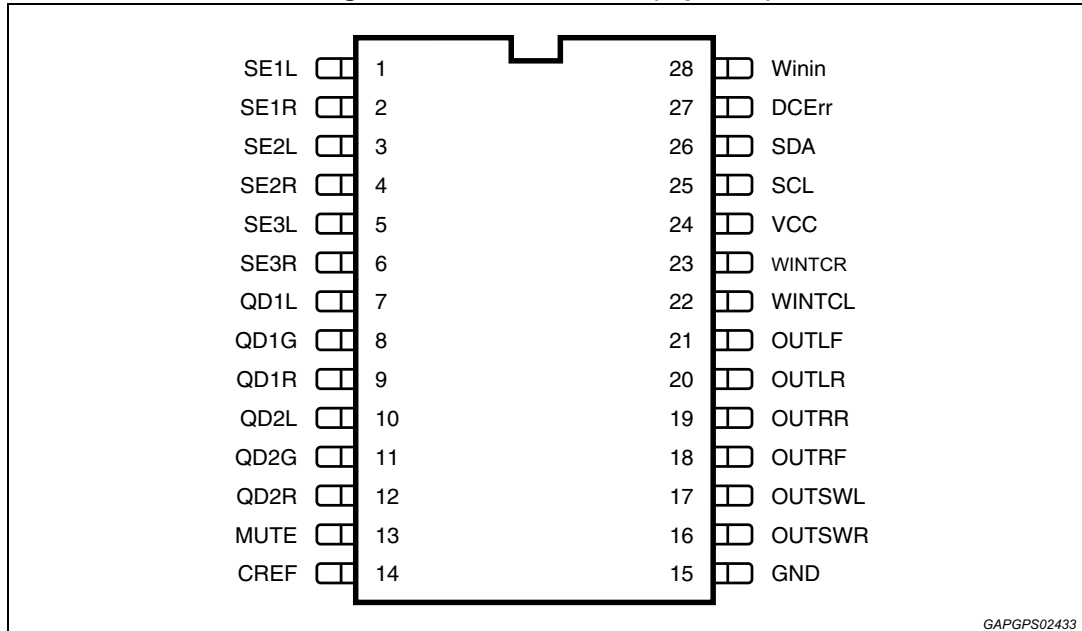 SE1L 1 28 Winin
SE1R 2 27 DCErr
SE2L 3 26 SDA
SE2R 4 25 SCL
SE3L 5 24 VCC
SE3R 6 23 WINTCR
QD1L 7 22 WINTCL
QD1G 8 21 OUTLF
QD1R 9 20 OUTLR
QD2L 10 19 OUTRR
QD2G 11 18 OUTRF
QD2R 12 17 OUTSWL
MUTE 13 16 OUTSWR
CREF 14 15 GND
GAPGPS02433